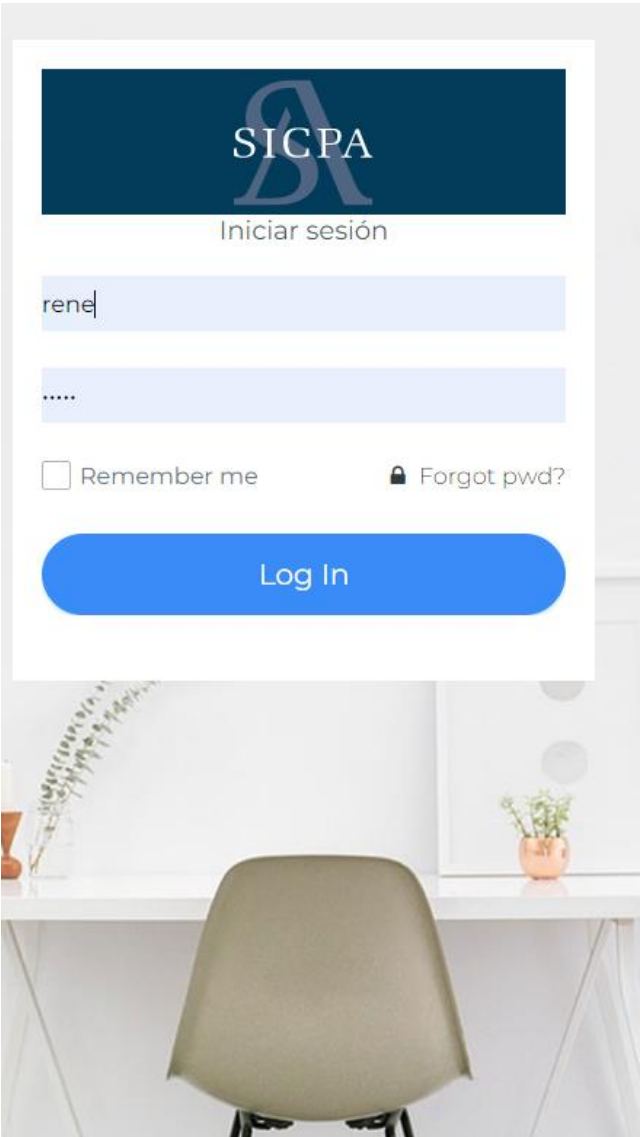 SICPA
Iniciar sesión
rene
•••••
Remember me
Forgot pwd?
Log In